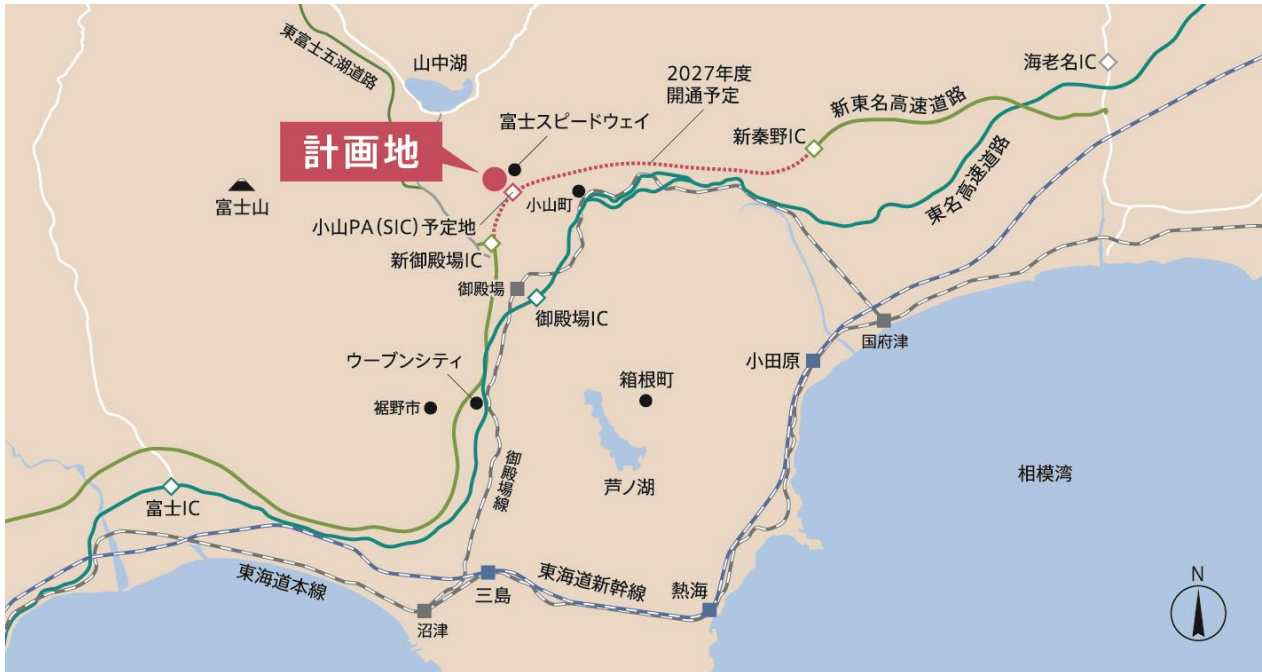 東富士五湖道路
山中湖
2027年度
開通予定
海老名IC
新東名高速道路
富士スピードウェイ
新秦野IC
計画地
東名高速道路
富士山
小山町
小山PA(SIC)予定地
新御殿場IC
御殿場
御殿場IC
国府津
小田原
ウーブンシティ
箱根町
裾野市
御殿場線
芦ノ湖
相模湾
富士IC
東海道本線
三島
東海道新幹線
熱海
沼津
N